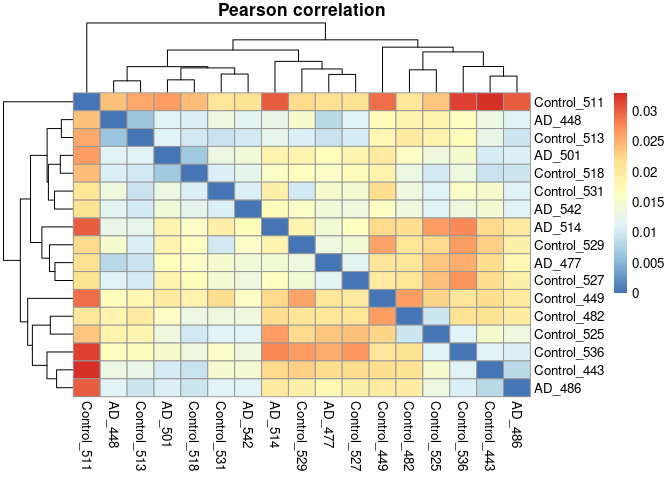 Pearson correlation
Control_511
AD_448
Control_513
AD_501
Control_518
Control_531
AD_542
AD_514
Control_529
AD_477
Control_527
Control_449
Control_482
Control_525
Control_536
Control_443
AD_486
0.03
0.025
0.02
0.015
0.01
0.005
0
Control_511
AD_448
Control_513
AD_501
Control_518
Control_531
AD_542
AD_514
Control_529
AD_477
Control_527
Control_449
Control_482
Control_525
Control_536
Control_443
AD_486